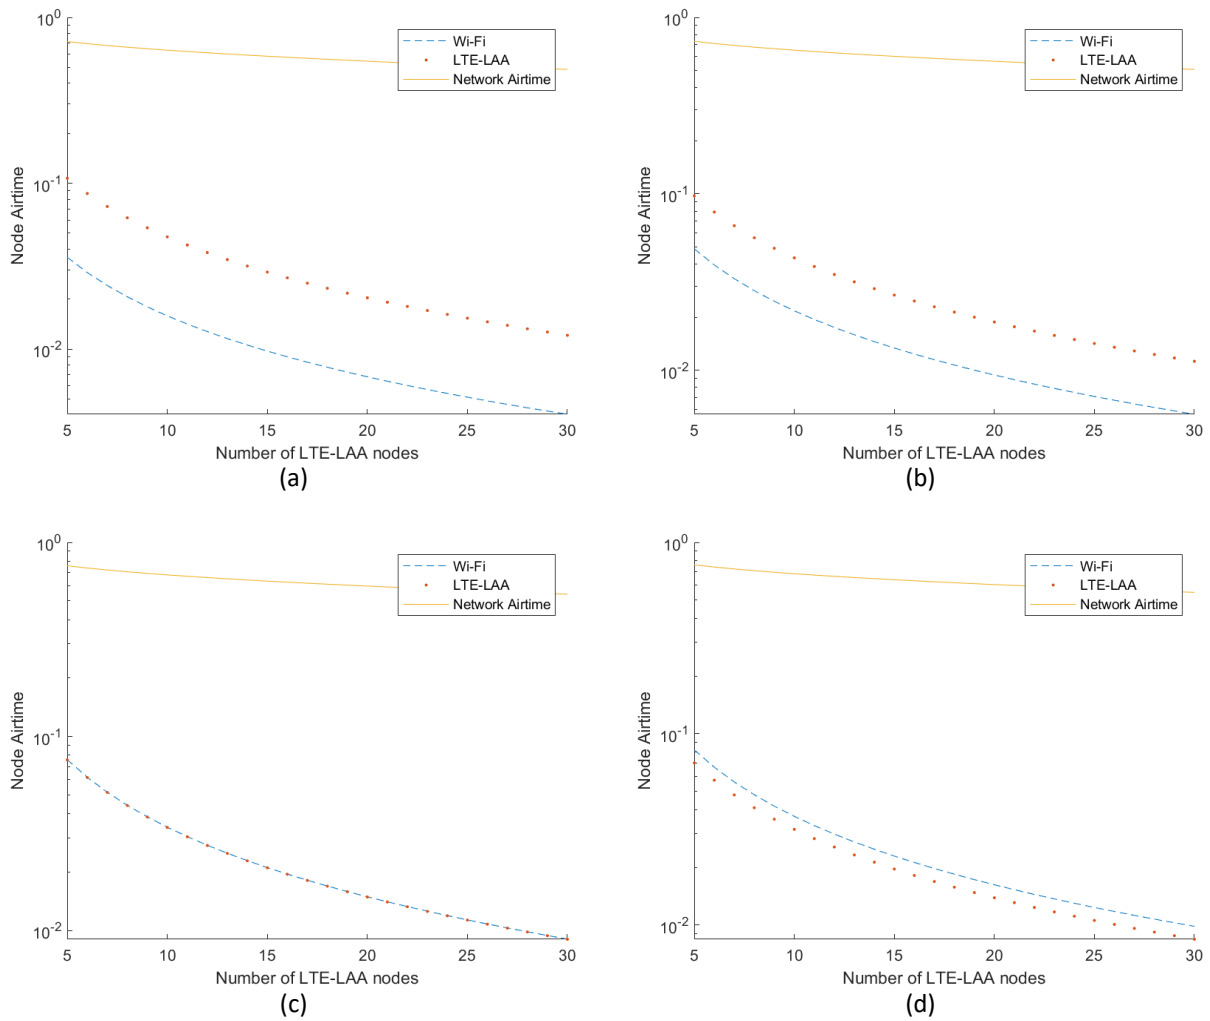 10^0
10^-1
10^-2
Node Airtime
5 10 15 20 25 30
Number of LTE-LAA nodes
Wi-Fi
LTE-LAA
Network Airtime
(a)
10^0
10^-1
10^-2
Node Airtime
5 10 15 20 25 30
Number of LTE-LAA nodes
Wi-Fi
LTE-LAA
Network Airtime
(b)
10^0
10^-1
10^-2
Node Airtime
5 10 15 20 25 30
Number of LTE-LAA nodes
Wi-Fi
LTE-LAA
Network Airtime
(c)
10^0
10^-1
10^-2
Node Airtime
5 10 15 20 25 30
Number of LTE-LAA nodes
Wi-Fi
LTE-LAA
Network Airtime
(d)